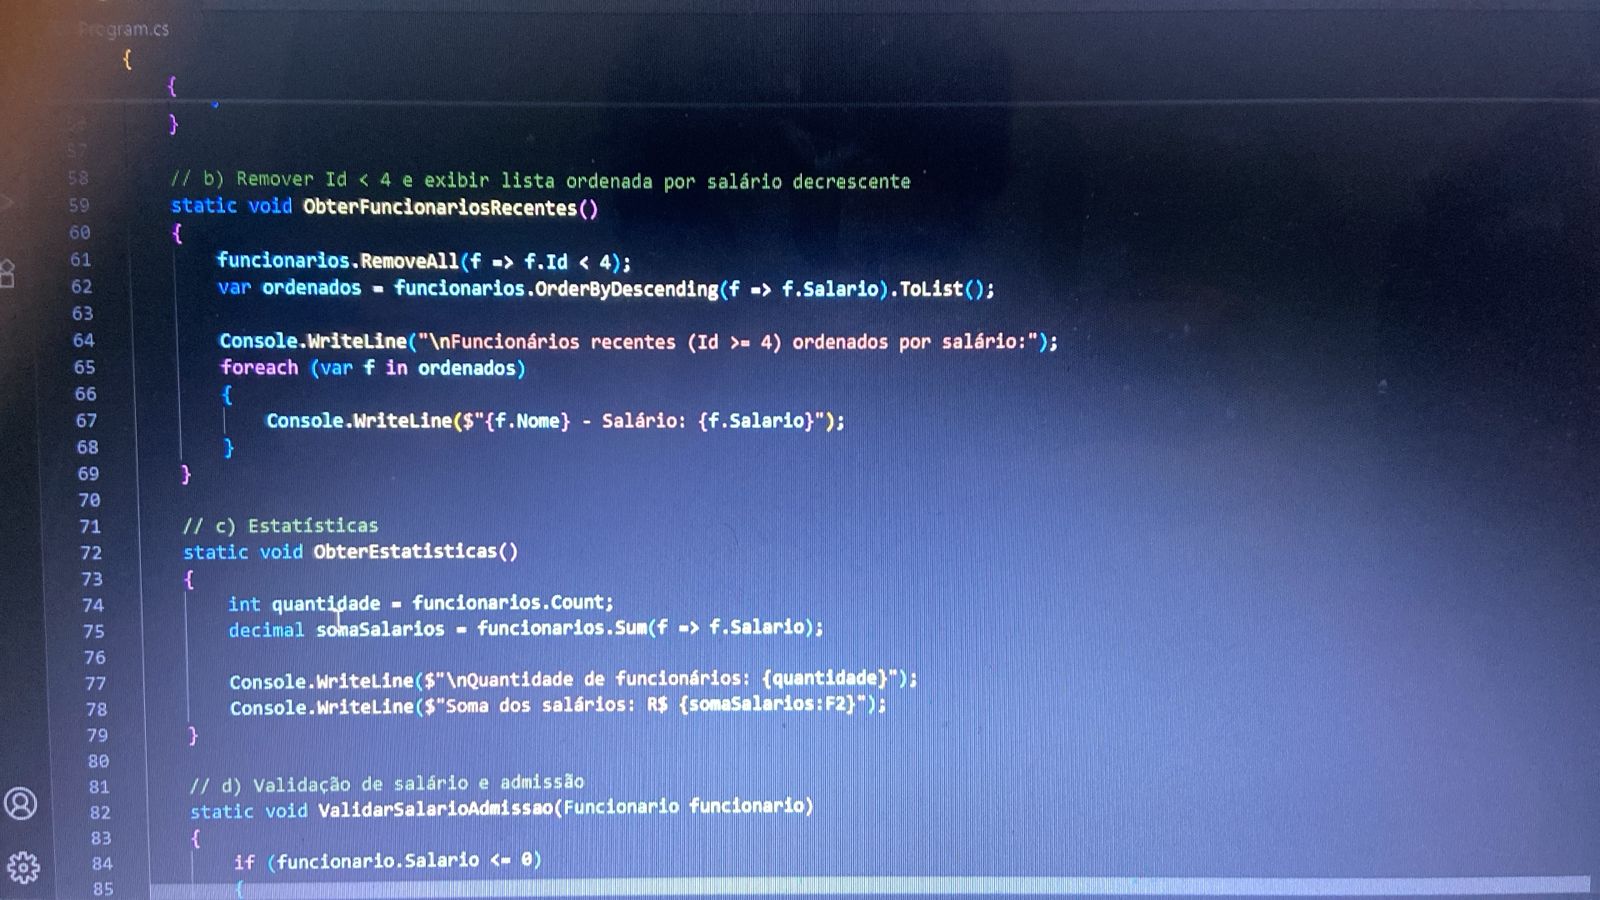 Program.cs
{
{
}
57
58 // b) Remover Id < 4 e exibir lista ordenada por salário decrescente
59 static void ObterFuncionariosRecentes()
60 {
61 funcionarios.RemoveAll(f => f.Id < 4);
62 var ordenados = funcionarios.OrderByDescending(f => f.Salario).ToList();
63
64 Console.WriteLine("\nFuncionários recentes (Id >= 4) ordenados por salário:");
65 foreach (var f in ordenados)
66 {
67 Console.WriteLine($"{f.Nome} - Salário: {f.Salario}");
68 }
69 }
70
71 // c) Estatísticas
72 static void ObterEstatisticas()
73 {
74 int quantidade = funcionarios.Count;
75 decimal somaSalarios = funcionarios.Sum(f => f.Salario);
76
77 Console.WriteLine($"\nQuantidade de funcionários: {quantidade}");
78 Console.WriteLine($"Soma dos salários: R$ {somaSalarios:F2}");
79 }
80
81 // d) Validação de salário e admissão
82 static void ValidarSalarioAdmissao(Funcionario funcionario)
83 {
84 if (funcionario.Salario <= 0)
85 {